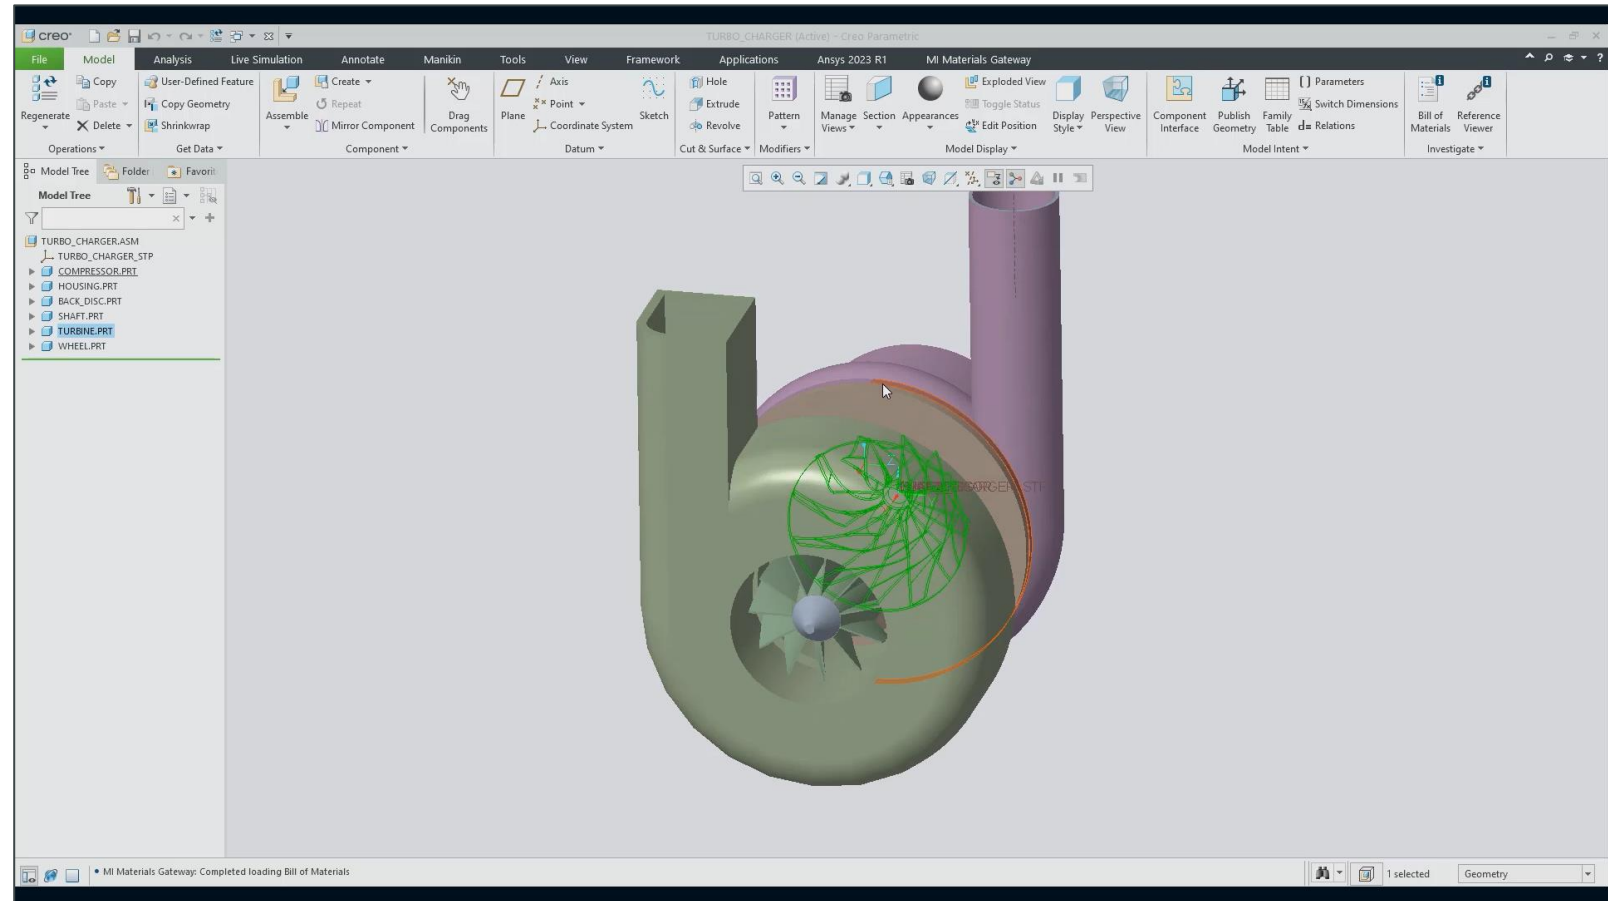 creo
TURBO_CHARGER (Active) – Creo Parametric
File Model Analysis Live Simulation Annotate Manikin Tools View Framework Applications Ansys 2023 R1 MI Materials Gateway
Copy User-Defined Feature Create Axis Hole Exploded View Parameters
Paste Copy Geometry Repeat Point Extrude Toggle Status Switch Dimensions
Regenerate Assemble Drag Components Plane Sketch Pattern Manage Views Section Appearances Display Style Perspective View Component Interface Publish Geometry Family Table Bill of Materials Reference Viewer
Delete Shrinkwrap Mirror Component Coordinate System Revolve Edit Position d= Relations
Operations Get Data Component Datum Cut & Surface Modifiers Model Display Model Intent Investigate
Model Tree Folder Favorit
Model Tree
TURBO_CHARGER.ASM
TURBO_CHARGER_STP
COMPRESSOR.PRT
HOUSING.PRT
BACK_DISC.PRT
SHAFT.PRT
TURBINE.PRT
WHEEL.PRT
Z
MI Materials Gateway: Completed loading Bill of Materials
1 selected
Geometry